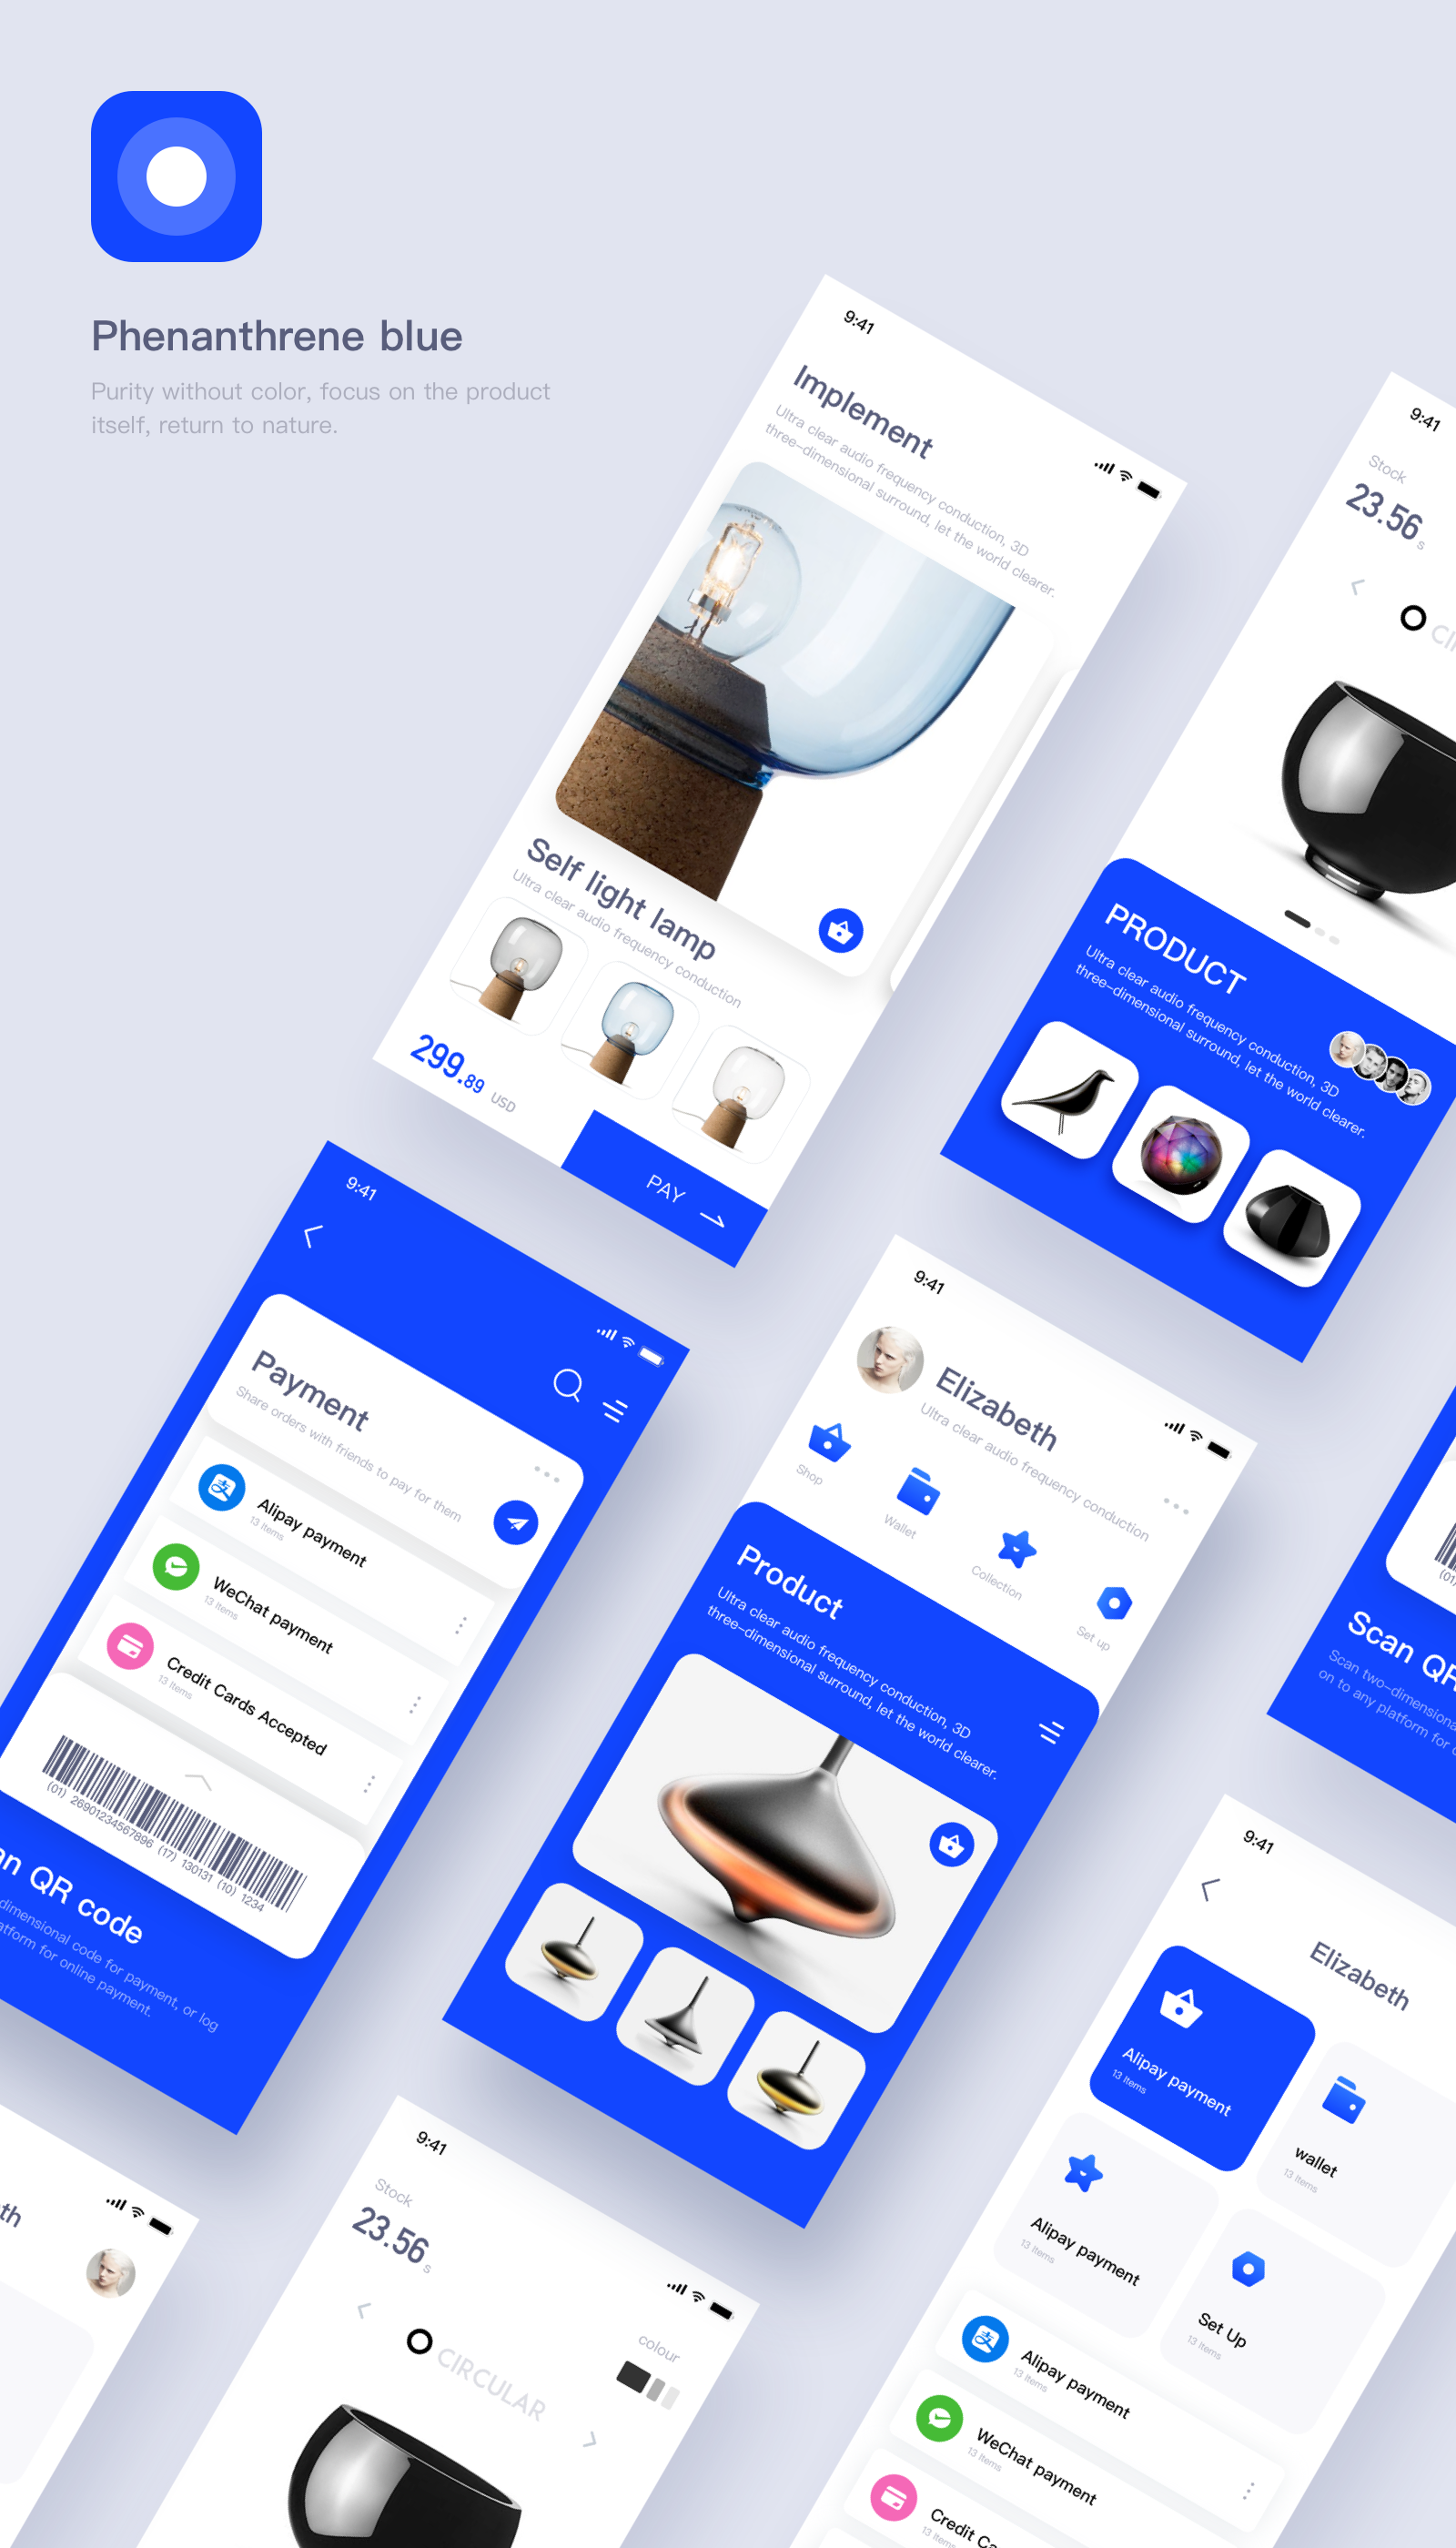 Phenanthrene blue
Purity without color, focus on the product
itself, return to nature.
9:41
Implement
Ultra clear audio frequency conduction, 3D
three-dimensional surround, let the world clearer.
Self light lamp
Ultra clear audio frequency conduction
299.89 USD
PAY
9:41
Stock
23.56 s
PRODUCT
Ultra clear audio frequency conduction, 3D
three-dimensional surround, let the world clearer.
9:41
Payment
Share orders with friends to pay for them
Alipay payment
13 Items
WeChat payment
13 Items
Credit Cards Accepted
13 Items
(01) 26901234567896 (17) 130131 (10) 1234
QR code
dimensional code for payment, or log
for online payment.
9:41
Elizabeth
Ultra clear audio frequency conduction
Shop
Wallet
Collection
Set up
Product
Ultra clear audio frequency conduction, 3D
three-dimensional surround, let the world clearer.
(01)
Scan QR
Scan two-dimensional
on to any platform for
9:41
Elizabeth
Alipay payment
13 Items
wallet
13 Items
Alipay payment
13 Items
Set Up
13 Items
支 Alipay payment
13 Items
WeChat payment
13 Items
Credit
13 Items
9:41
Stock
23.56 s
colour
CIRCULAR